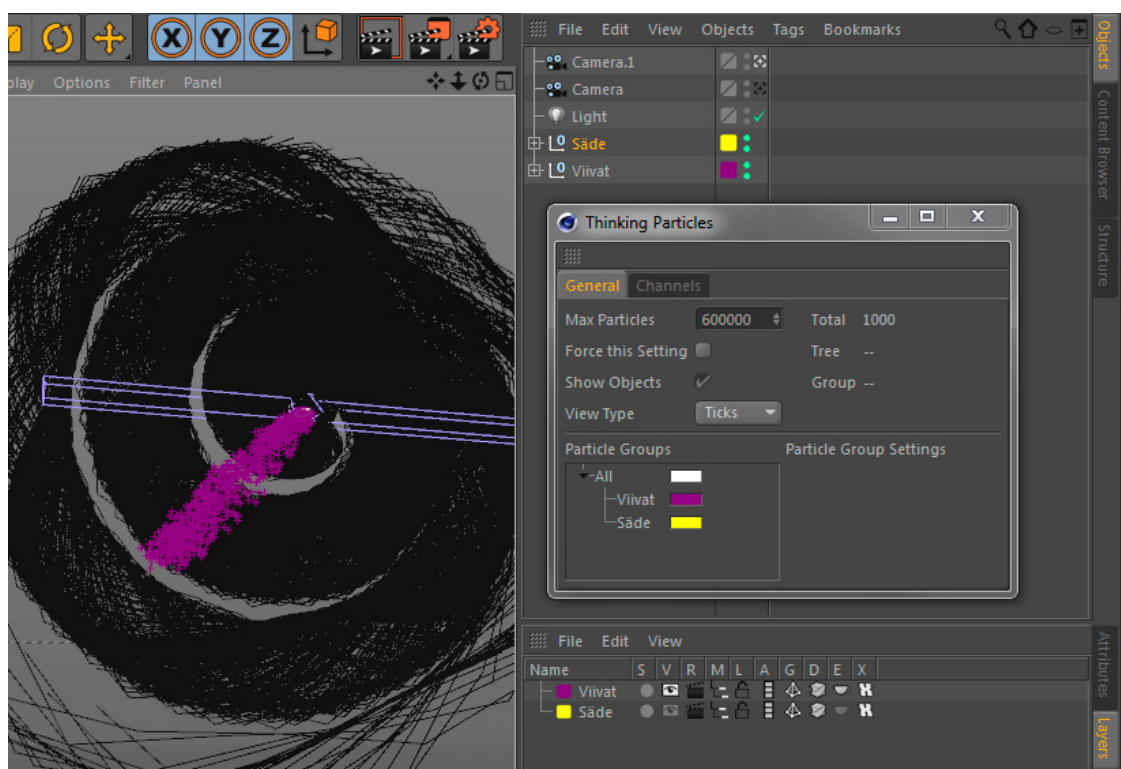 X Y Z
File Edit View Objects Tags Bookmarks
play Options Filter Panel
Camera.1
Camera
Light
Säde
Viivat
Objects
Content Browser
Structure
Thinking Particles
General Channels
Max Particles 600000 Total 1000
Force this Setting Tree --
Show Objects Group --
View Type Ticks
Particle Groups Particle Group Settings
All
Viivat
Säde
File Edit View
Name S V R M L A G D E X
Viivat
Säde
Attributes
Layers